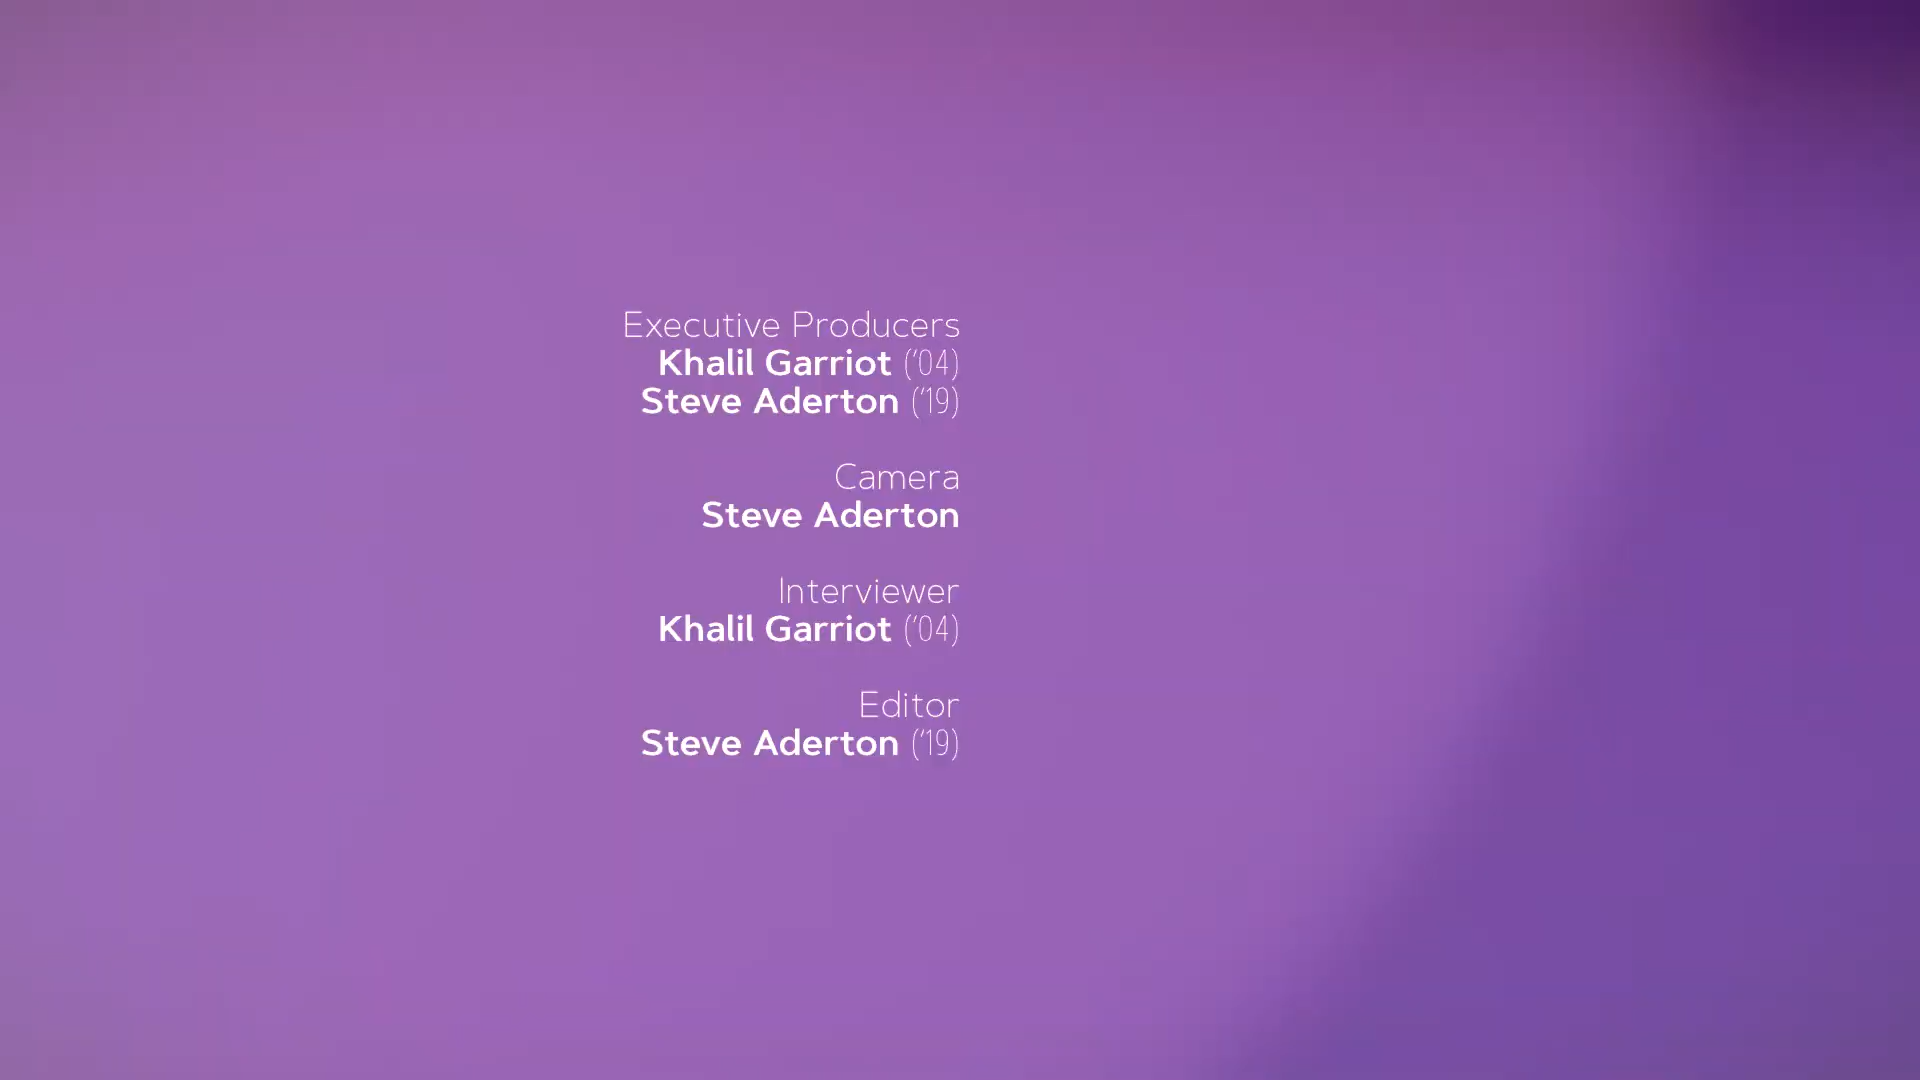 Executive Producers
Khalil Garriot (’04)
Steve Aderton (’19)
Camera
Steve Aderton
Interviewer
Khalil Garriot (’04)
Editor
Steve Aderton (’19)